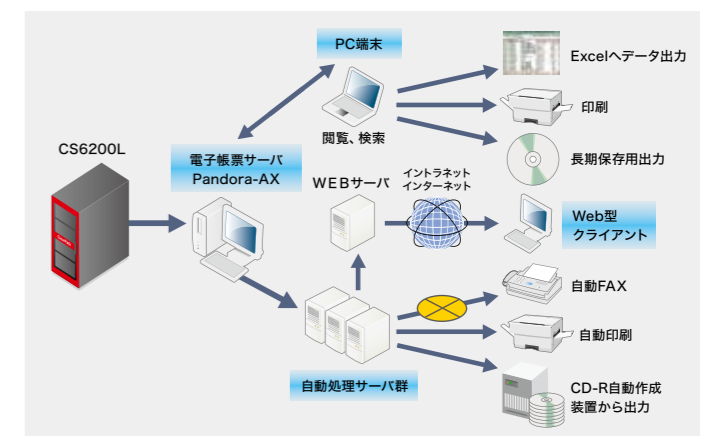 PC端末
Excelへデータ出力
印刷
閲覧、検索
長期保存用出力
CS6200L
電子帳票サーバ
Pandora-AX
WEBサーバ
イントラネット
インターネット
Web型
クライアント
自動FAX
自動印刷
自動処理サーバ群
CD-R自動作成
装置から出力